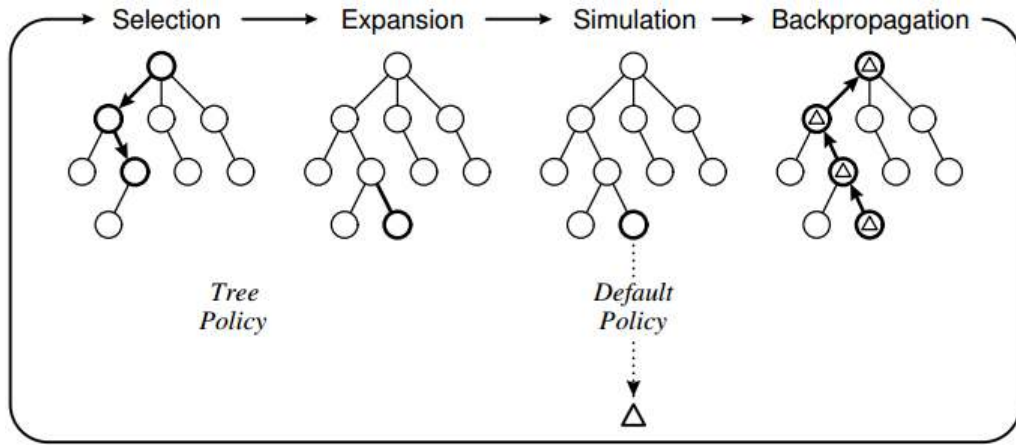 Selection Expansion Simulation Backpropagation
Tree
Policy
Default
Policy